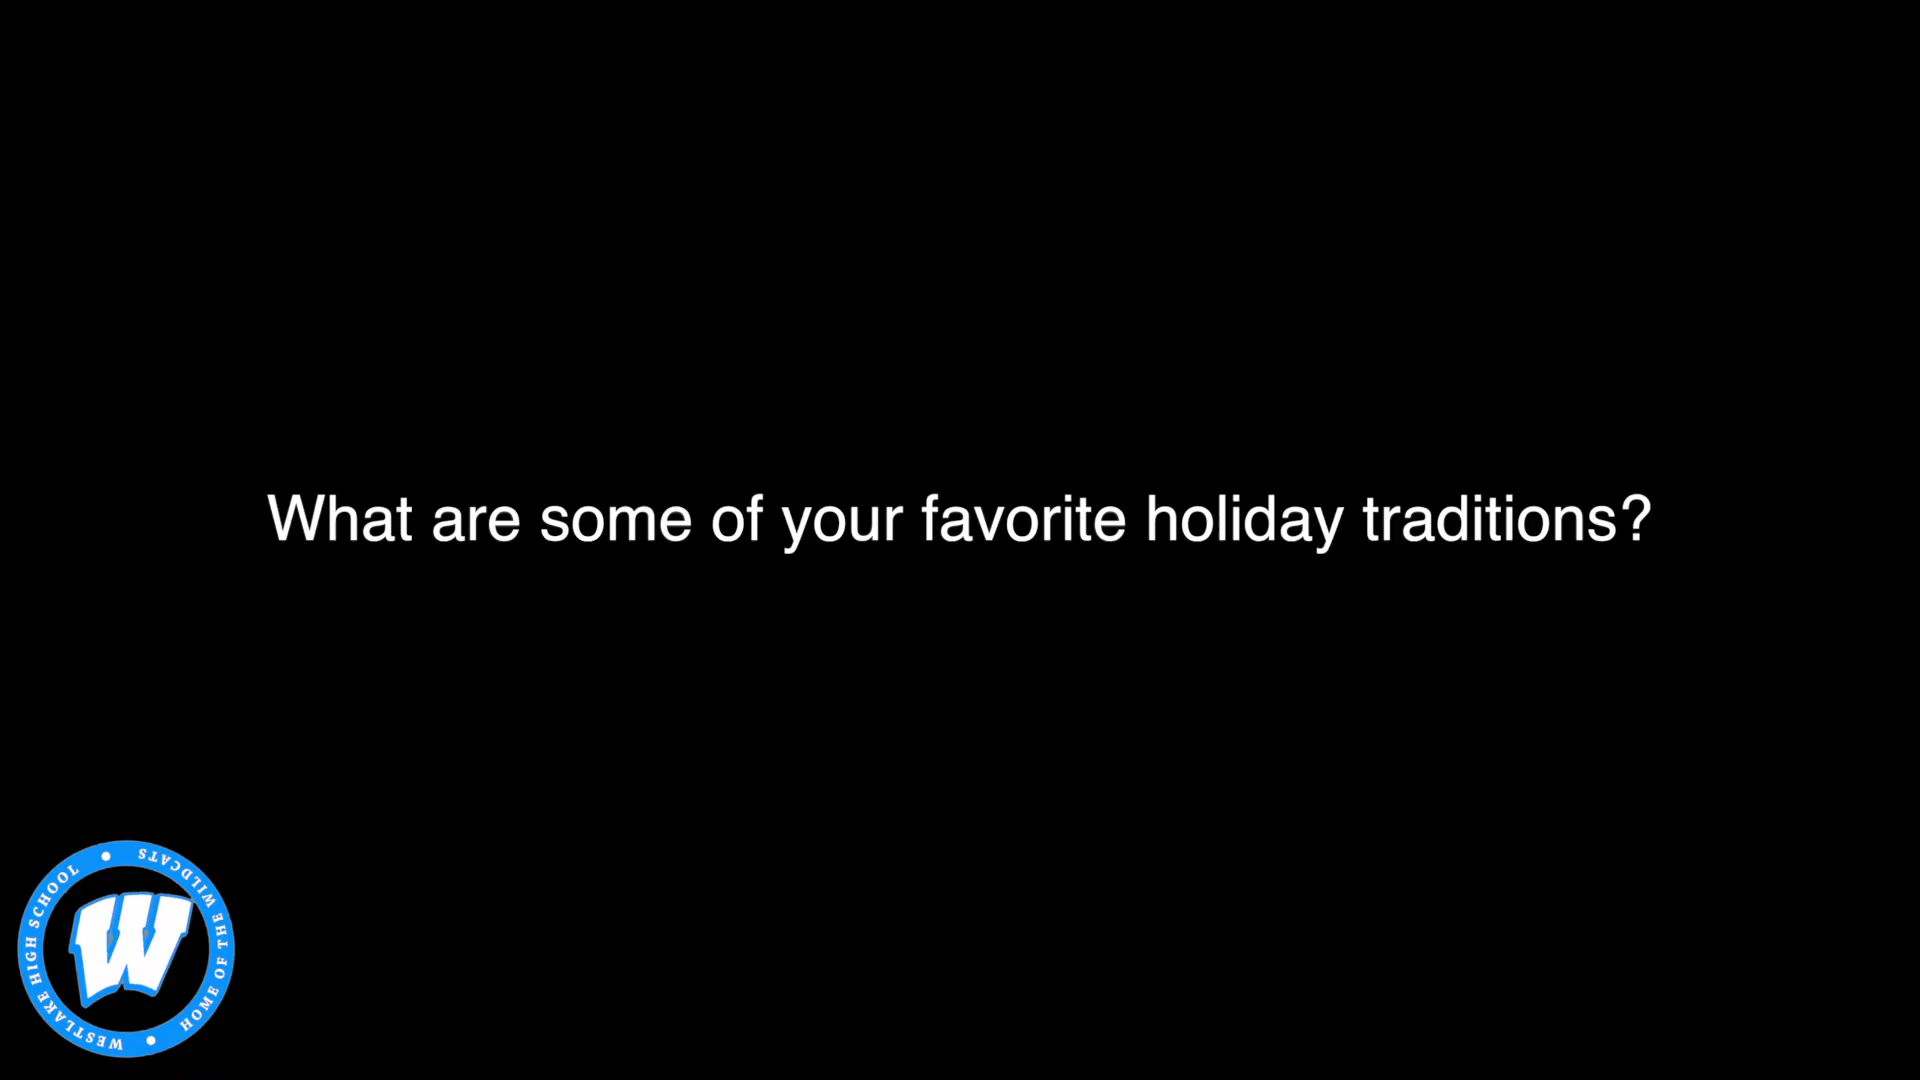 What are some of your favorite holiday traditions?
WESTLAKE HIGH SCHOOL • HOME OF THE WILDCATS •
W